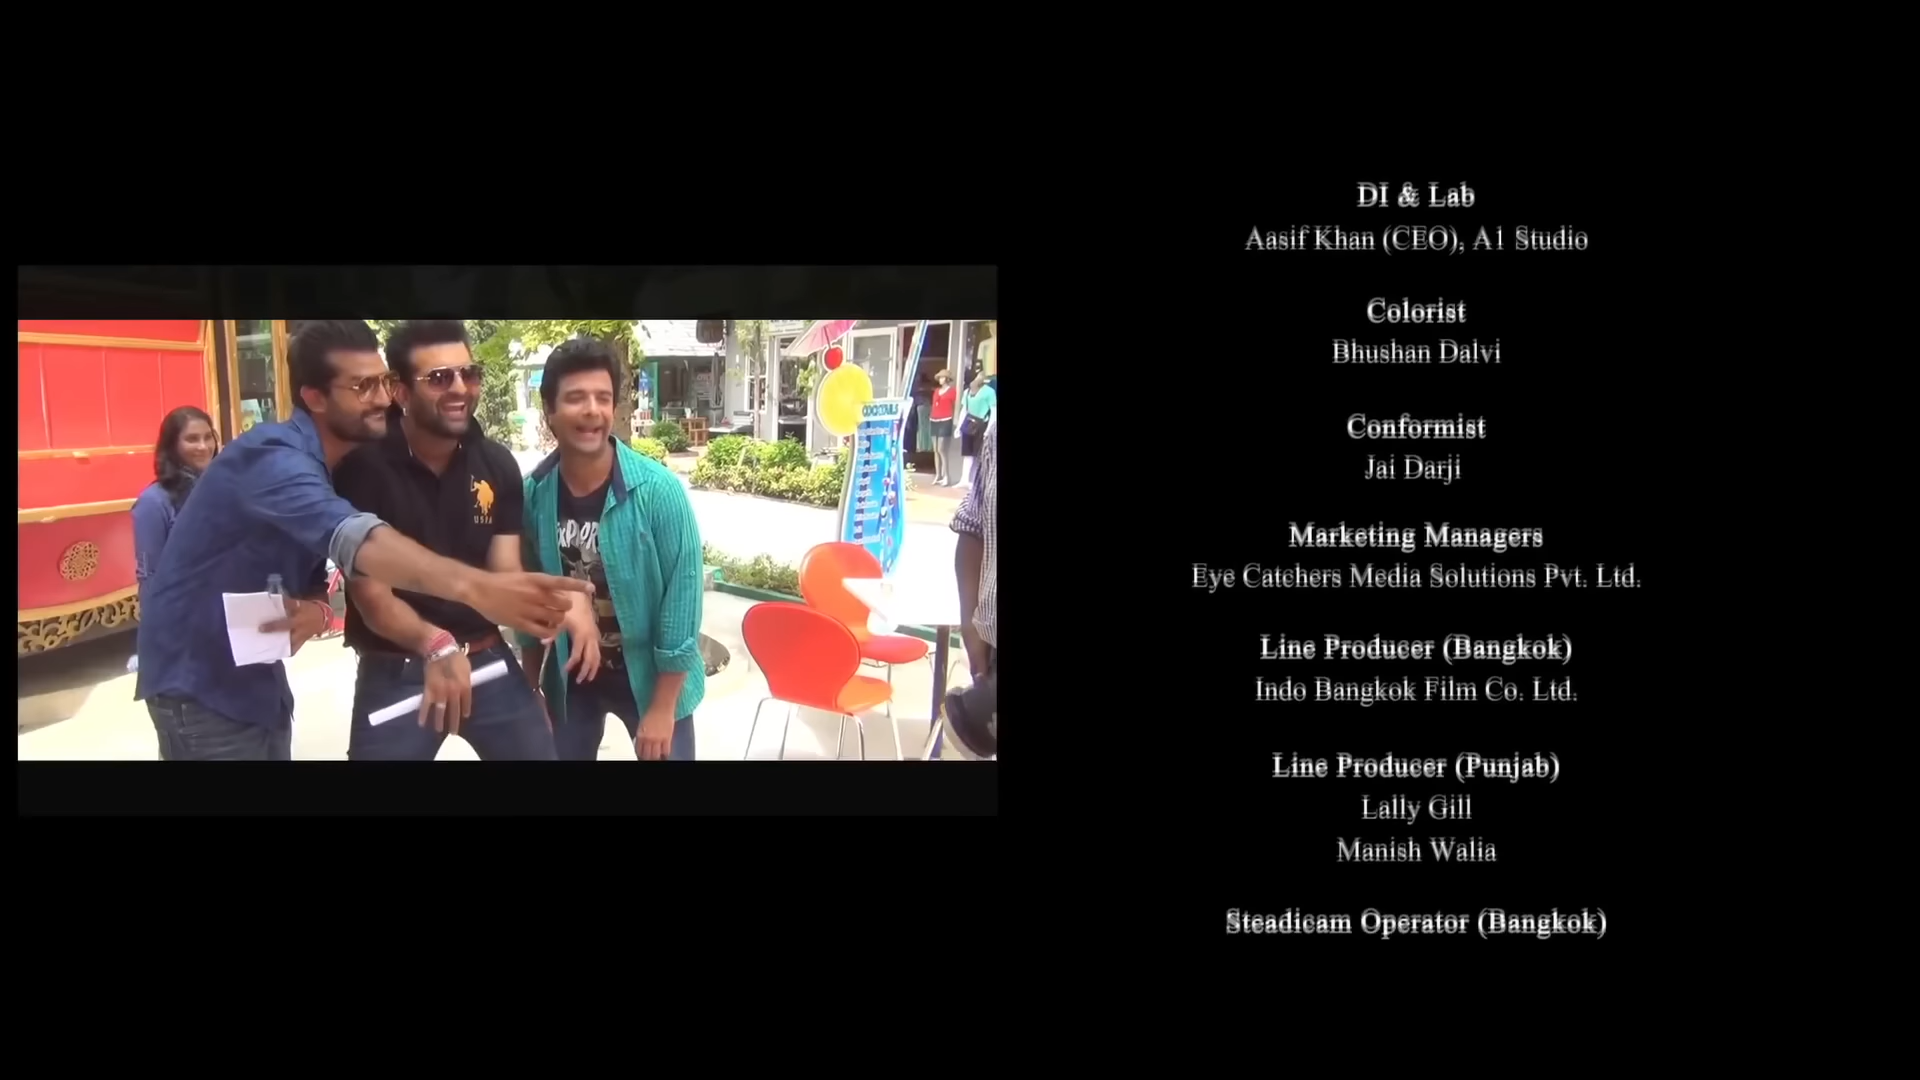 DI & Lab
Aasif Khan (CEO), A1 Studio
Colorist
Bhushan Dalvi
Conformist
Jai Darji
Marketing Managers
Eye Catchers Media Solutions Pvt. Ltd.
Line Producer (Bangkok)
Indo Bangkok Film Co. Ltd.
Line Producer (Punjab)
Lally Gill
Manish Walia
Steadicam Operator (Bangkok)
COCKTAILS
USPA